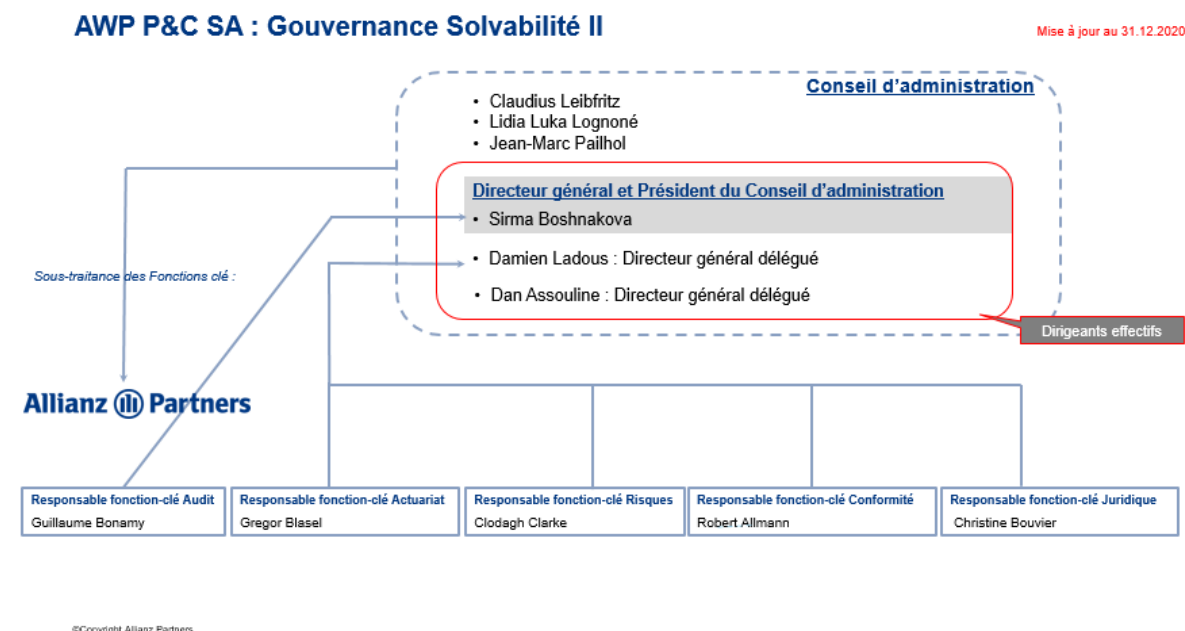 AWP P&C SA : Gouvernance Solvabilité II
Mise à jour au 31.12.2020
Conseil d’administration
• Claudius Leibfritz
• Lidia Luka Lognoné
• Jean-Marc Pailhol
Directeur général et Président du Conseil d’administration
• Sirma Boshnakova
• Damien Ladous : Directeur général délégué
• Dan Assouline : Directeur général délégué
Sous-traitance des Fonctions clé :
Dirigeants effectifs
Allianz Partners
Responsable fonction-clé Audit
Guillaume Bonamy
Responsable fonction-clé Actuariat
Gregor Blasel
Responsable fonction-clé Risques
Clodagh Clarke
Responsable fonction-clé Conformité
Robert Allmann
Responsable fonction-clé Juridique
Christine Bouvier
©Copyright Allianz Partners